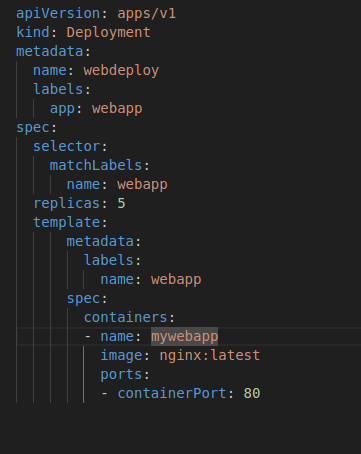 apiVersion: apps/v1
kind: Deployment
metadata:
  name: webdeploy
  labels:
    app: webapp
spec:
  selector:
    matchLabels:
      name: webapp
  replicas: 5
  template:
      metadata:
        labels:
          name: webapp
      spec:
        containers:
        - name: mywebapp
          image: nginx:latest
          ports:
          - containerPort: 80